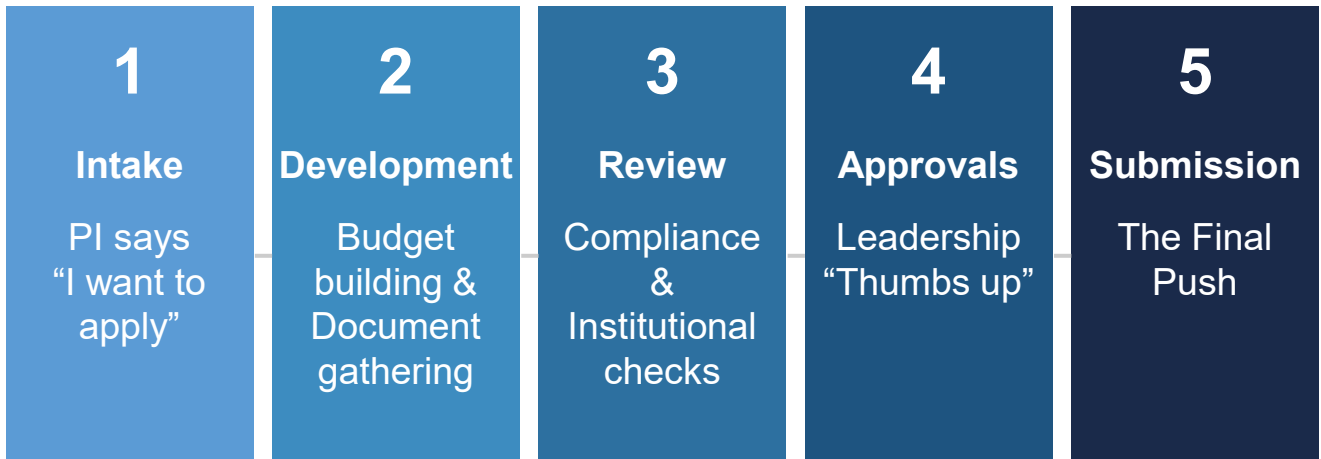 1
Intake
PI says
“I want to
apply”
2
Development
Budget
building &
Document
gathering
3
Review
Compliance
&
Institutional
checks
4
Approvals
Leadership
“Thumbs up”
5
Submission
The Final
Push